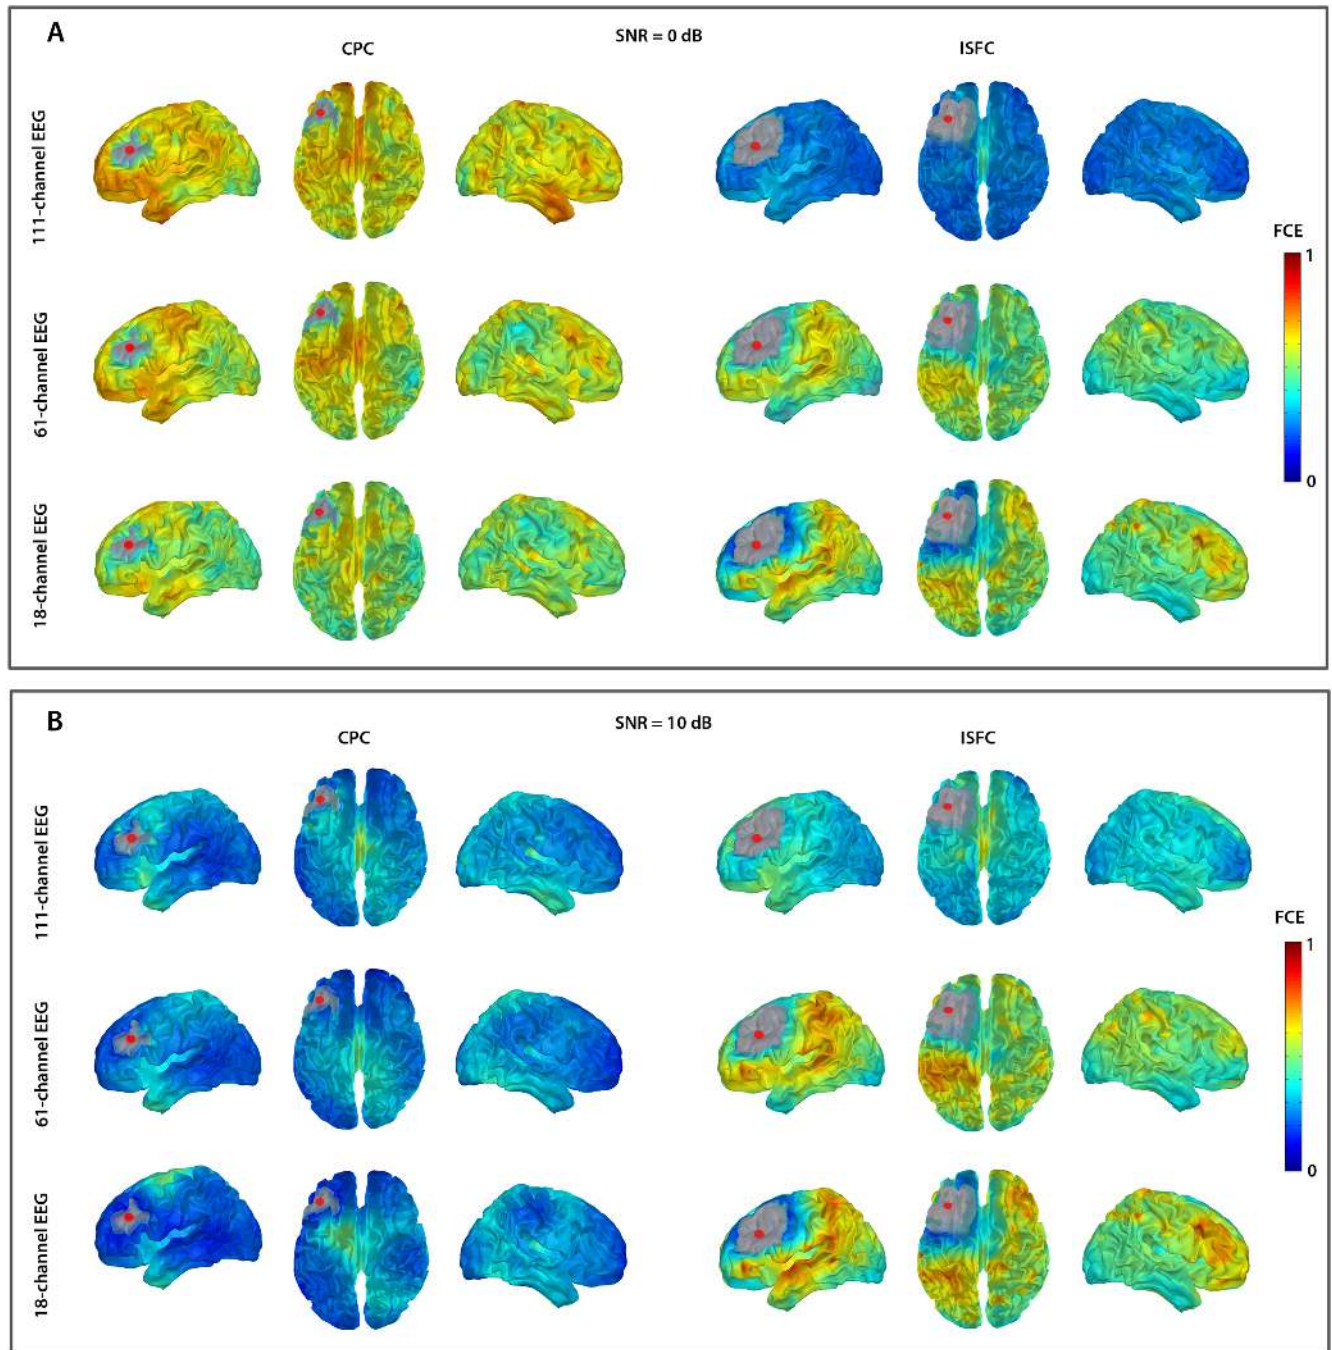 A
SNR = 0 dB
CPC
ISFC
111-channel EEG
FCE
1
61-channel EEG
0
18-channel EEG
B
SNR = 10 dB
CPC
ISFC
111-channel EEG
FCE
1
61-channel EEG
0
18-channel EEG